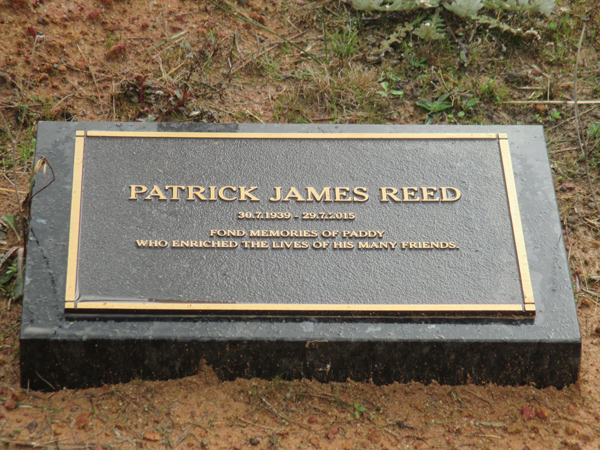 PATRICK JAMES REED
30.7.1939 - 29.7.2015
FOND MEMORIES OF PADDY
WHO ENRICHED THE LIVES OF HIS MANY FRIENDS.